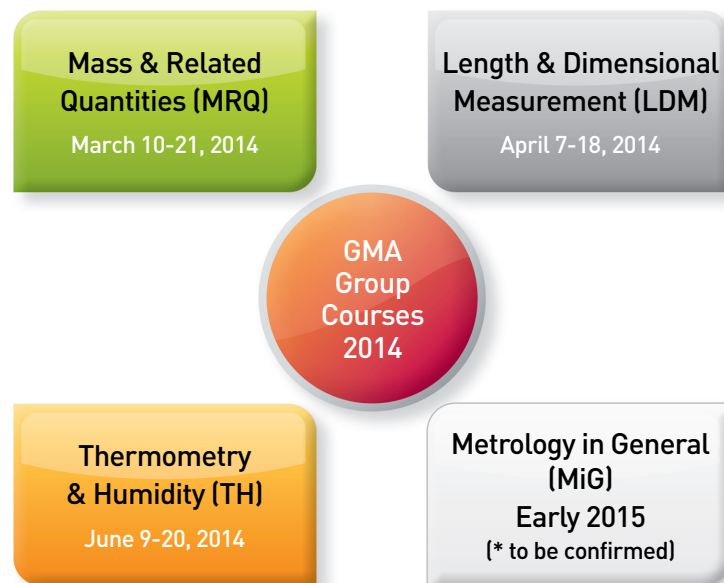 Mass & Related
Quantities (MRQ)
March 10-21, 2014
Length & Dimensional
Measurement (LDM)
April 7-18, 2014
GMA
Group
Courses
2014
Thermometry
& Humidity (TH)
June 9-20, 2014
Metrology in General
(MiG)
Early 2015
(* to be confirmed)